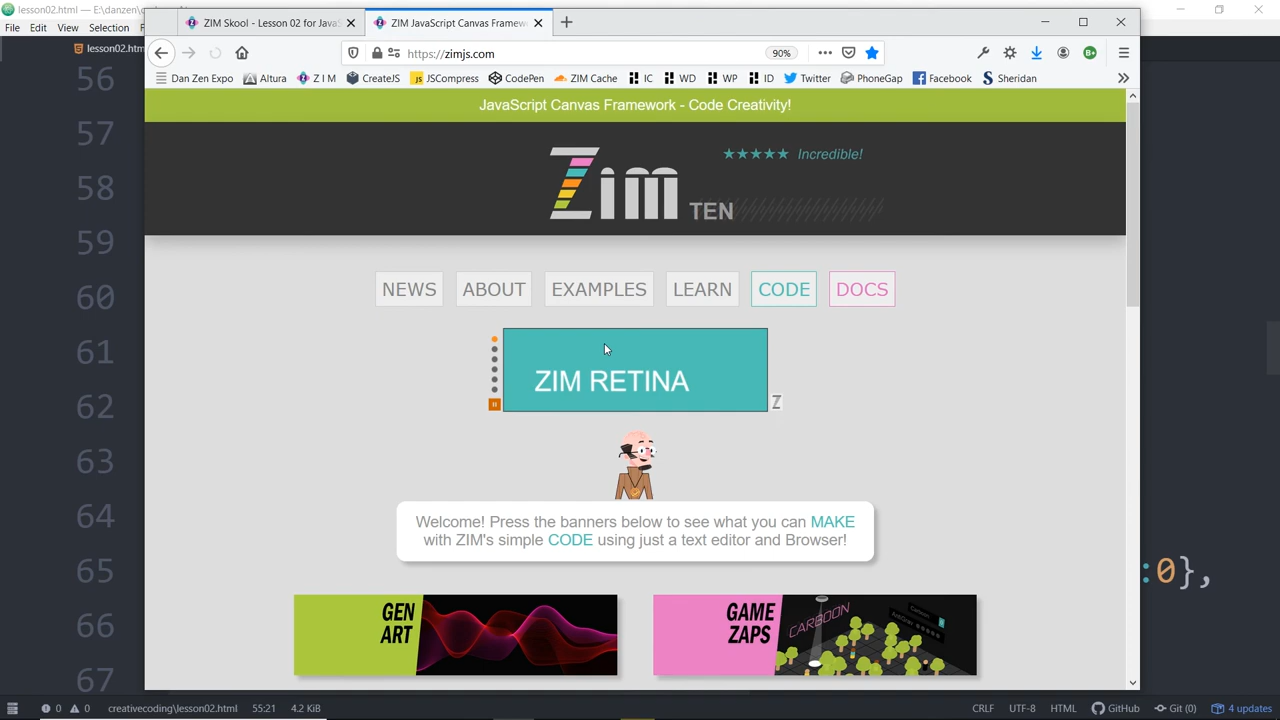 lesson02.html — C:\Users\danzen\
File Edit View Selection
lesson02.htm
ZIM Skool - Lesson 02 for Java
ZIM JavaScript Canvas Framew
https://zimjs.com
90%
Dan Zen Expo
Altura
Z I M
CreateJS
JSCompress
CodePen
ZIM Cache
IC
WD
WP
ID
Twitter
PhoneGap
Facebook
Sheridan
JavaScript Canvas Framework - Code Creativity!
Zim
TEN
★★★★★ Incredible!
NEWS
ABOUT
EXAMPLES
LEARN
CODE
DOCS
ZIM RETINA
Z
Welcome! Press the banners below to see what you can MAKE
with ZIM's simple CODE using just a text editor and Browser!
GEN
ART
GAME
ZAPS
CARBOON
56
57
58
59
60
61
62
63
64
65
:0},
66
67
0
0
creativecoding\lesson02.html
55:21
4.2 KiB
CRLF
UTF-8
HTML
GitHub
Git (0)
4 updates